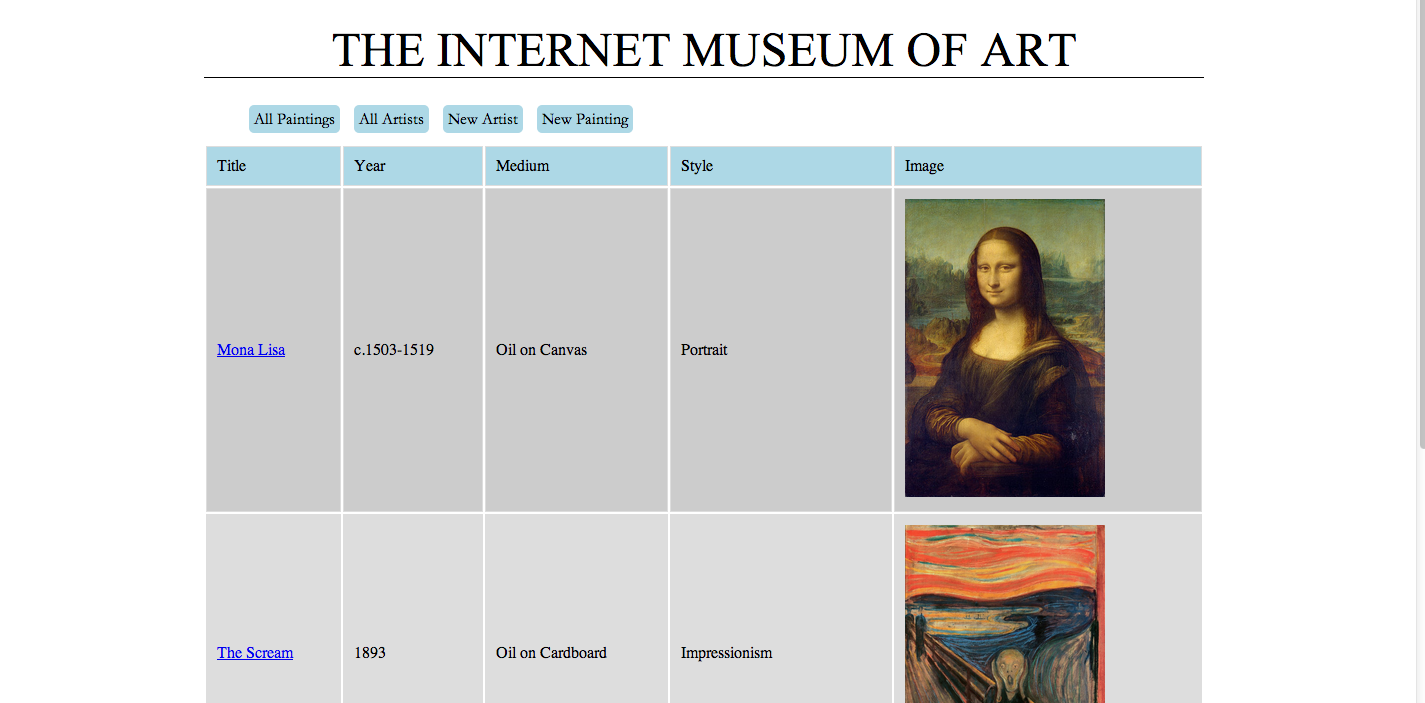 THE INTERNET MUSEUM OF ART
All Paintings All Artists New Artist New Painting
Title Year Medium Style Image
Mona Lisa c.1503-1519 Oil on Canvas Portrait
The Scream 1893 Oil on Cardboard Impressionism